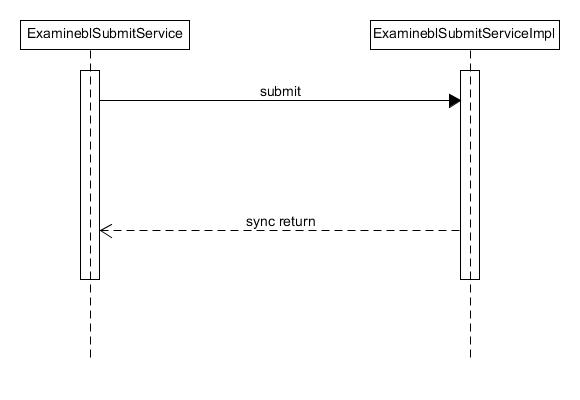 ExamineblSubmitService
ExamineblSubmitServiceImpl
submit
sync return